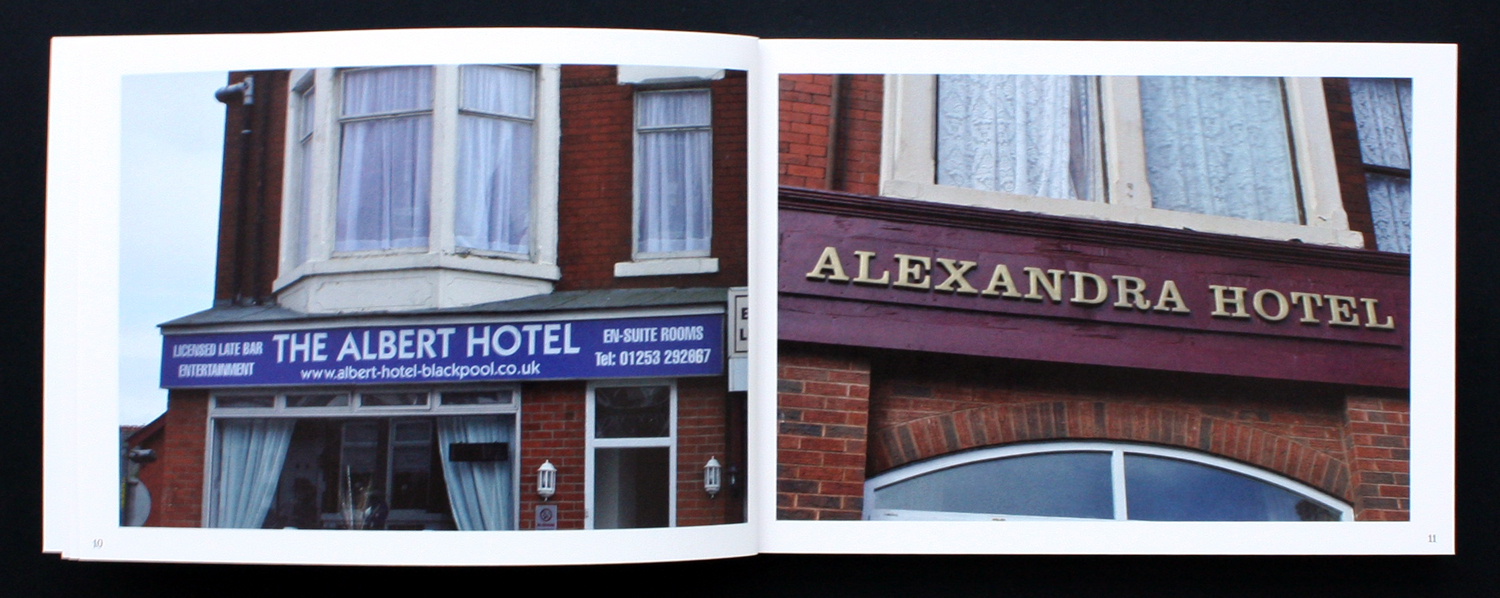 LICENSED LATE BAR
ENTERTAINMENT
THE ALBERT HOTEL
www.albert-hotel-blackpool.co.uk
EN-SUITE ROOMS
Tel: 01253 292667
E
L
10
ALEXANDRA HOTEL
11